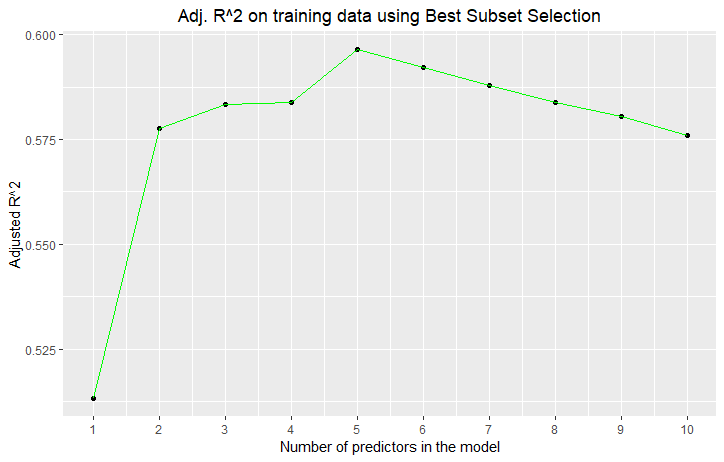 Adj. R^2 on training data using Best Subset Selection
0.600
0.575
0.550
0.525
Adjusted R^2
1 2 3 4 5 6 7 8 9 10
Number of predictors in the model